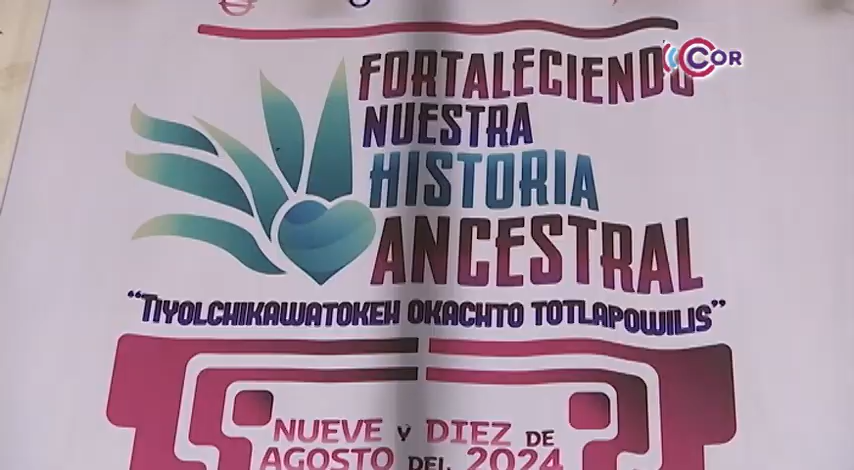 COR
FORTALECIENDO
NUESTRA
HISTORIA
ANCESTRAL
"TIYOLCHIKAWATOKEH OKACHTO TOTLAPOWILIS"
NUEVE Y DIEZ DE
AGOSTO DEL 2024